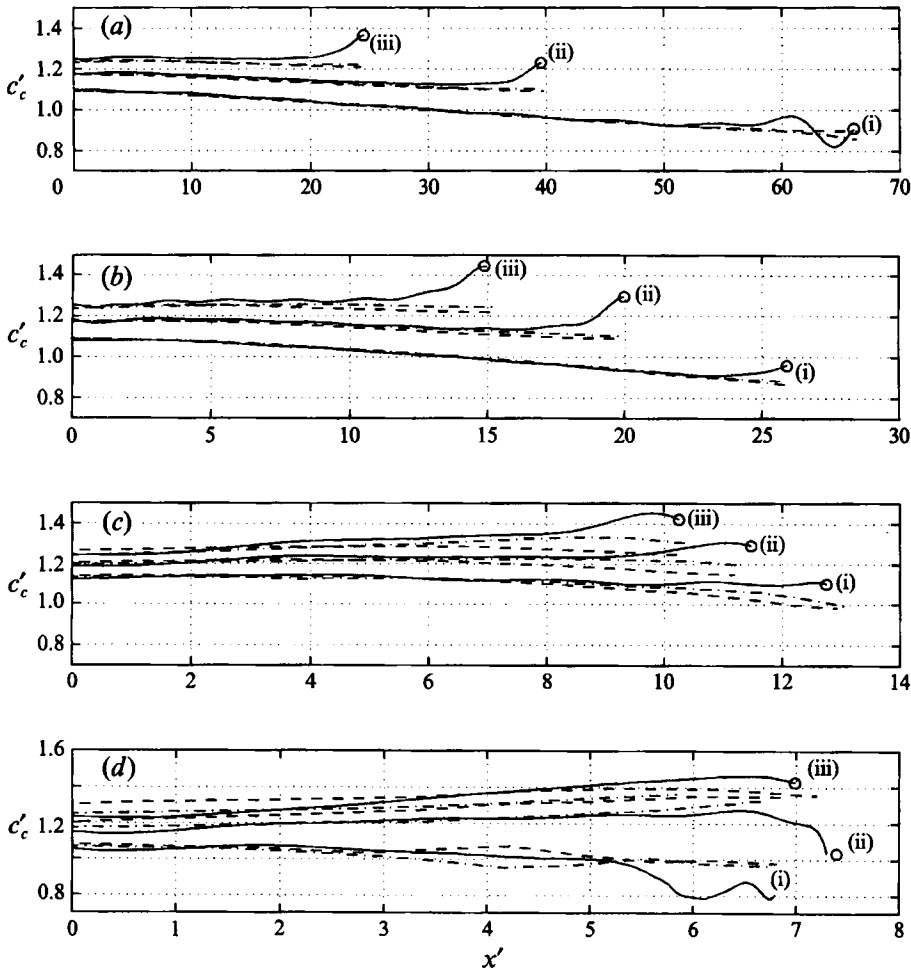 (a)
1.4
1.2
c′c
1.0
0.8
(iii)
(ii)
(i)
0 10 20 30 40 50 60 70
(b)
1.4
1.2
c′c
1.0
0.8
(iii)
(ii)
(i)
0 5 10 15 20 25 30
(c)
1.4
1.2
c′c
1.0
0.8
(iii)
(ii)
(i)
0 2 4 6 8 10 12 14
(d)
1.6
1.2
c′c
1.0
0.8
(iii)
(ii)
(i)
0 1 2 3 4 5 6 7 8
x′